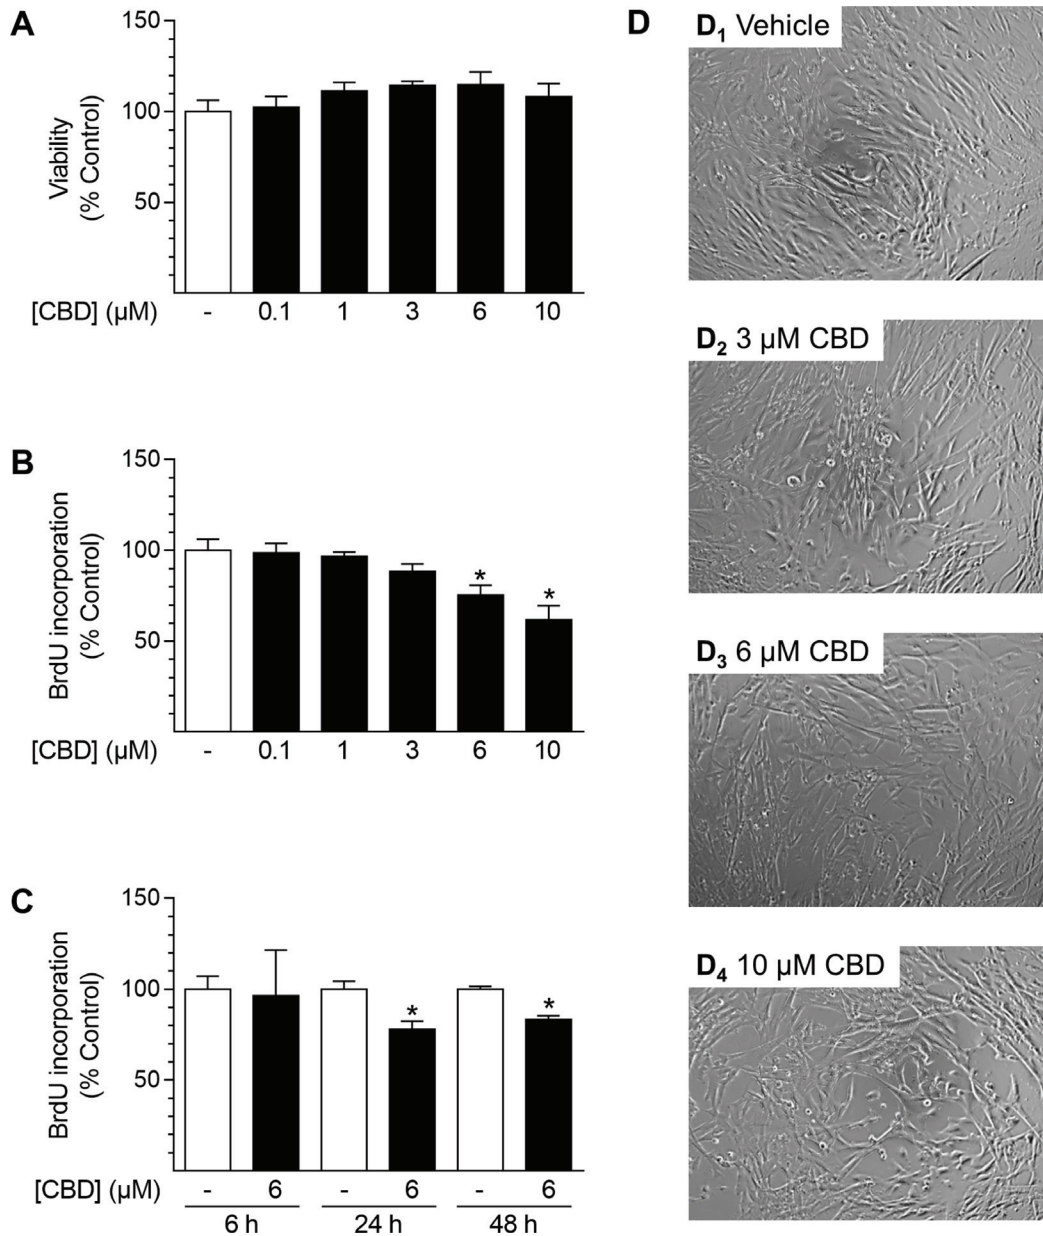 A
150
100
50
Viability
(% Control)
[CBD] (µM)
- 0.1 1 3 6 10
B
150
100
50
BrdU incorporation
(% Control)
[CBD] (µM)
- 0.1 1 3 6 10
* *
C
150
100
50
BrdU incorporation
(% Control)
* *
[CBD] (µM)
- 6 - 6 - 6
6 h 24 h 48 h
D
D₁ Vehicle
D₂ 3 µM CBD
D₃ 6 µM CBD
D₄ 10 µM CBD